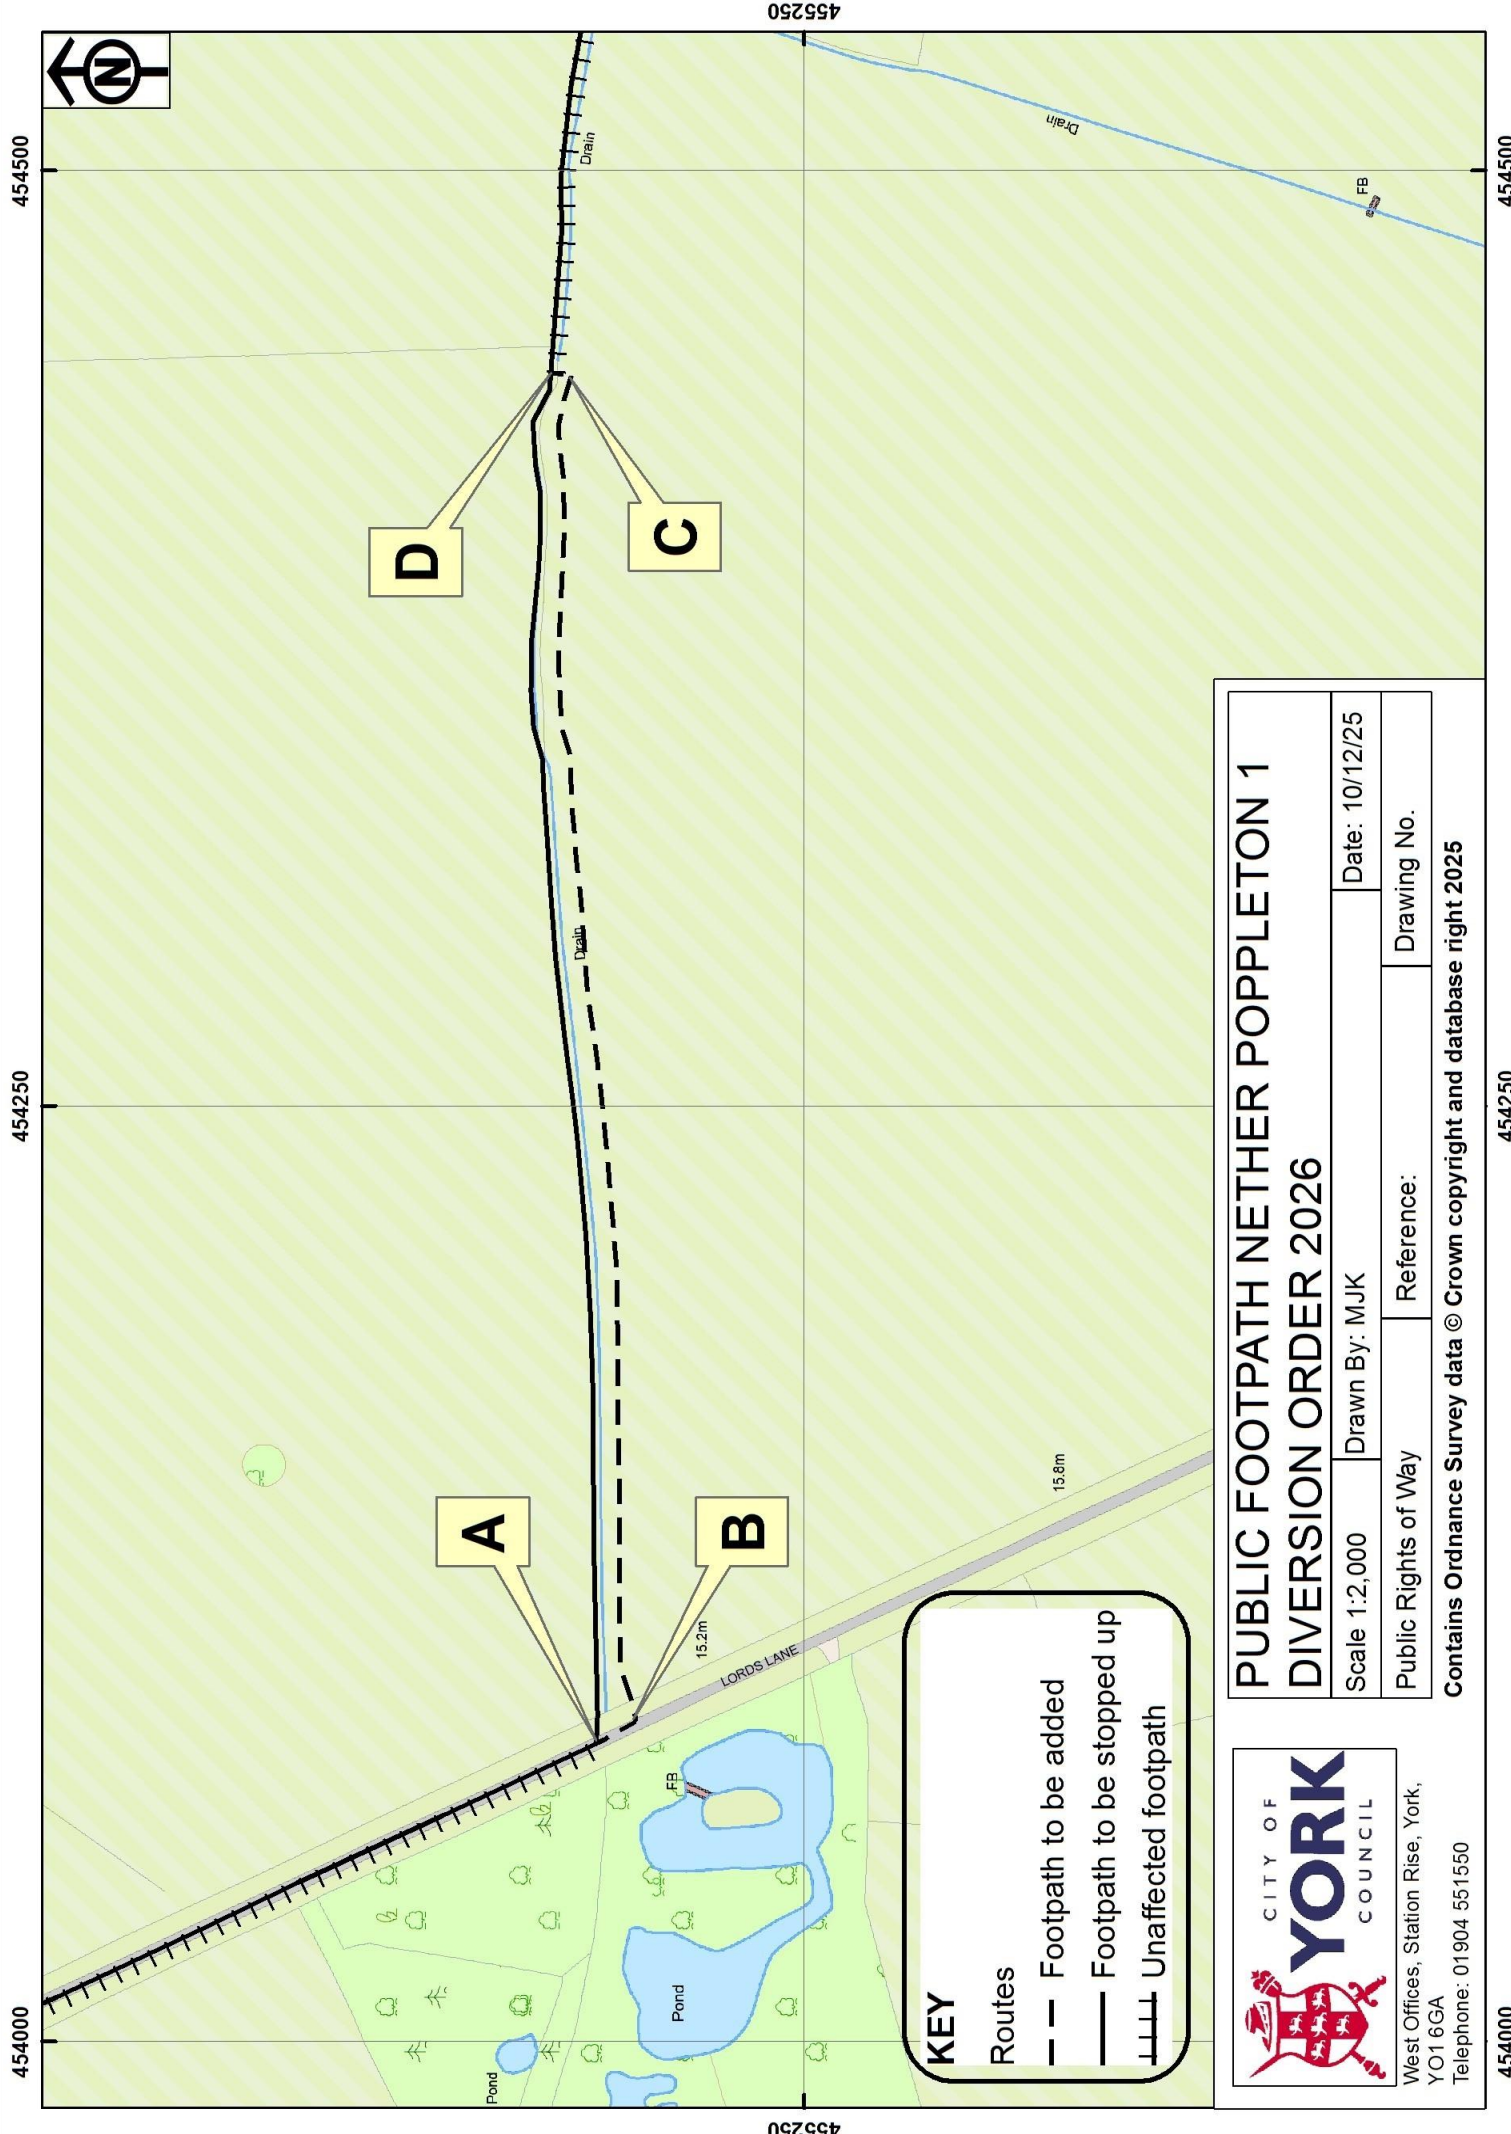 454000
454250
454500
455250
455250
N
D
C
A
B
Drain
Drain
Drain
FB
FB
15.2m
15.8m
LORDS LANE
Pond
Pond
KEY
Routes
Footpath to be added
Footpath to be stopped up
Unaffected footpath
CITY OF
YORK
COUNCIL
West Offices, Station Rise, York,
YO1 6GA
Telephone: 01904 551550
PUBLIC FOOTPATH NETHER POPPLETON 1
DIVERSION ORDER 2026
Scale 1:2,000
Drawn By: MJK
Date: 10/12/25
Public Rights of Way
Reference:
Drawing No.
Contains Ordnance Survey data © Crown copyright and database right 2025
454000
454250
454500